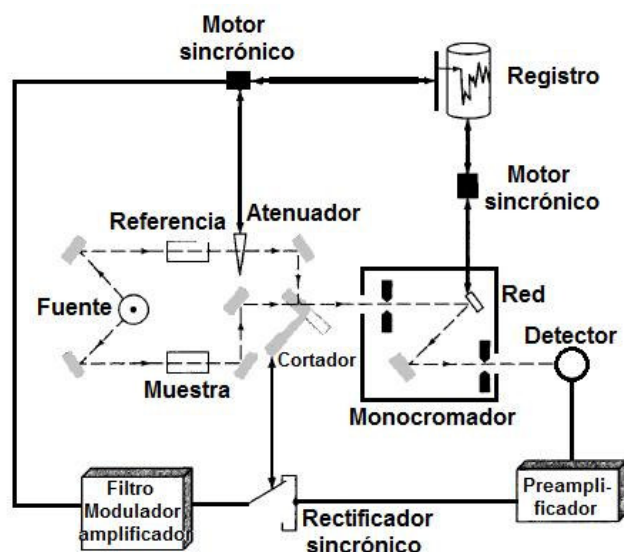 Motor
sincrónico
Registro
Motor
sincrónico
Referencia
Atenuador
Fuente
Red
Detector
Cortador
Muestra
Monocromador
Filtro
Modulador
amplificador
Rectificador
sincrónico
Preampli-
ficador